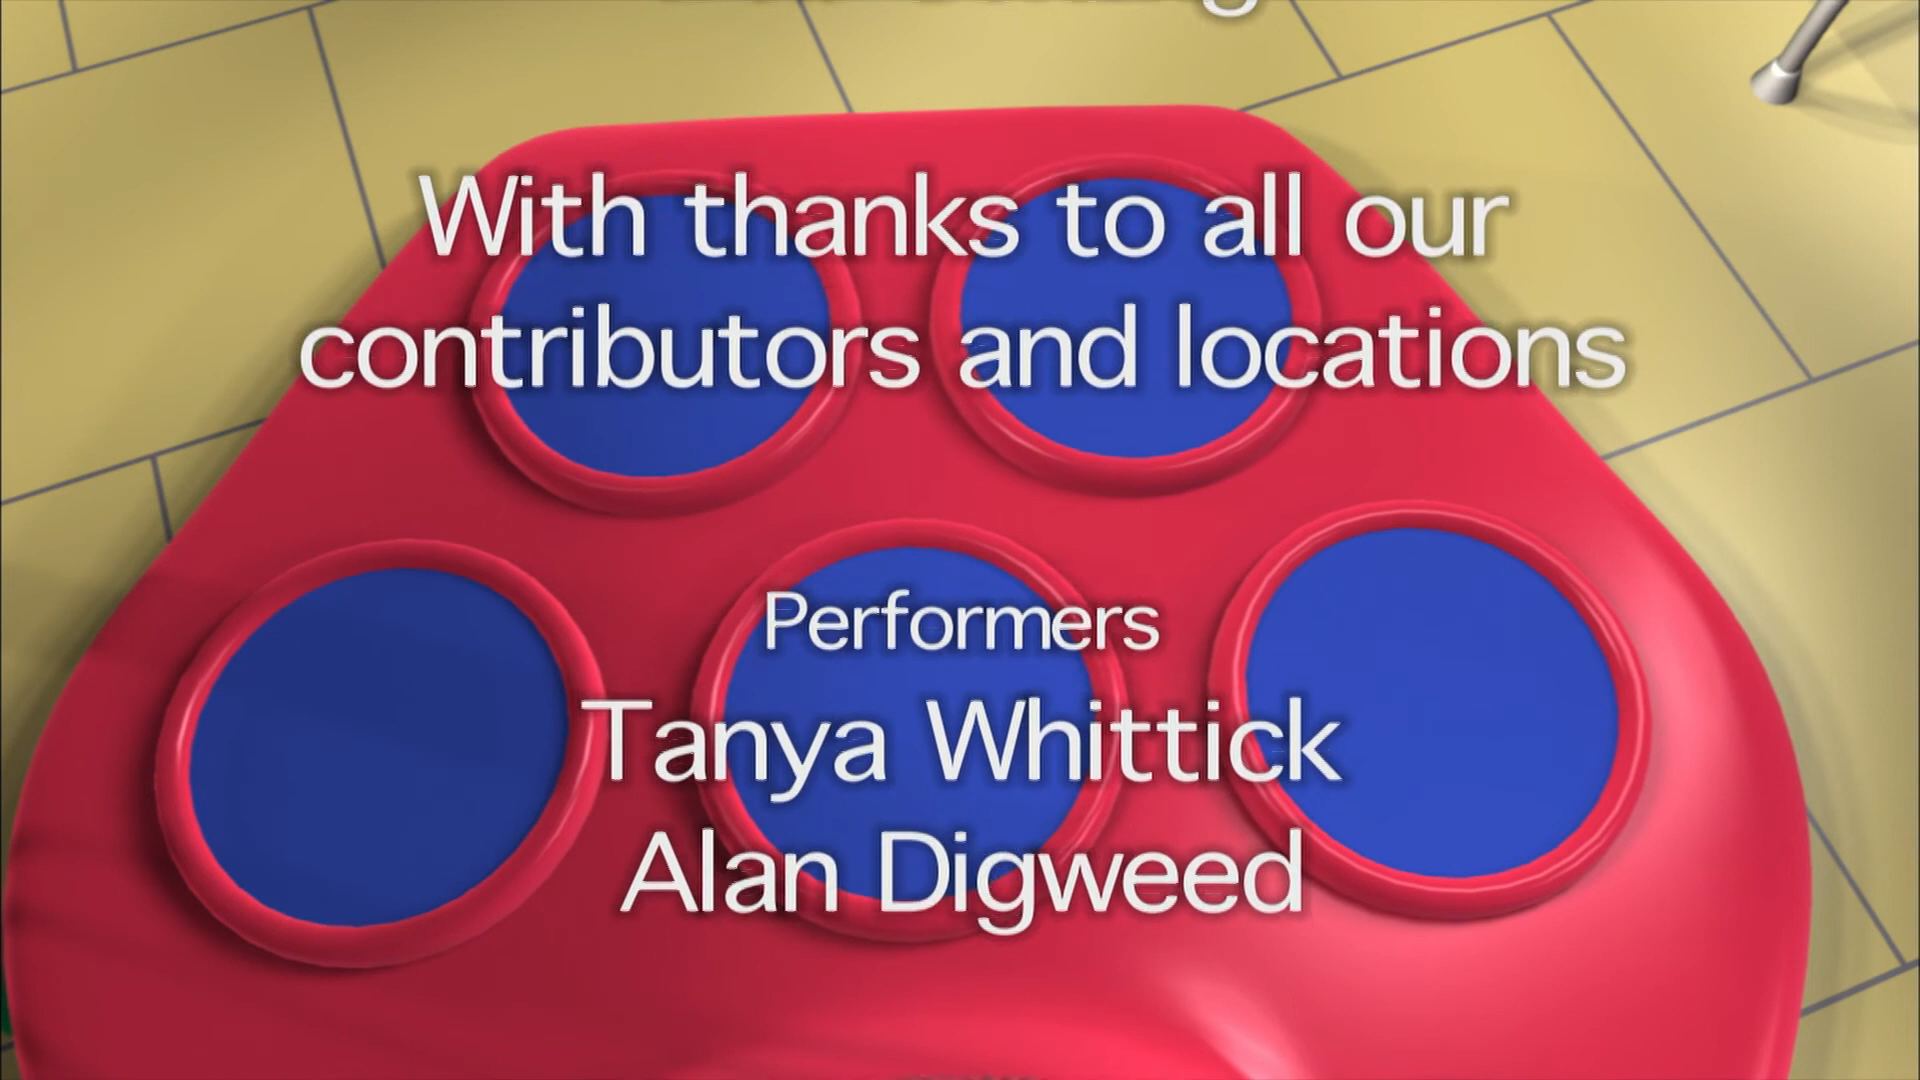 With thanks to all our
contributors and locations
Performers
Tanya Whittick
Alan Digweed